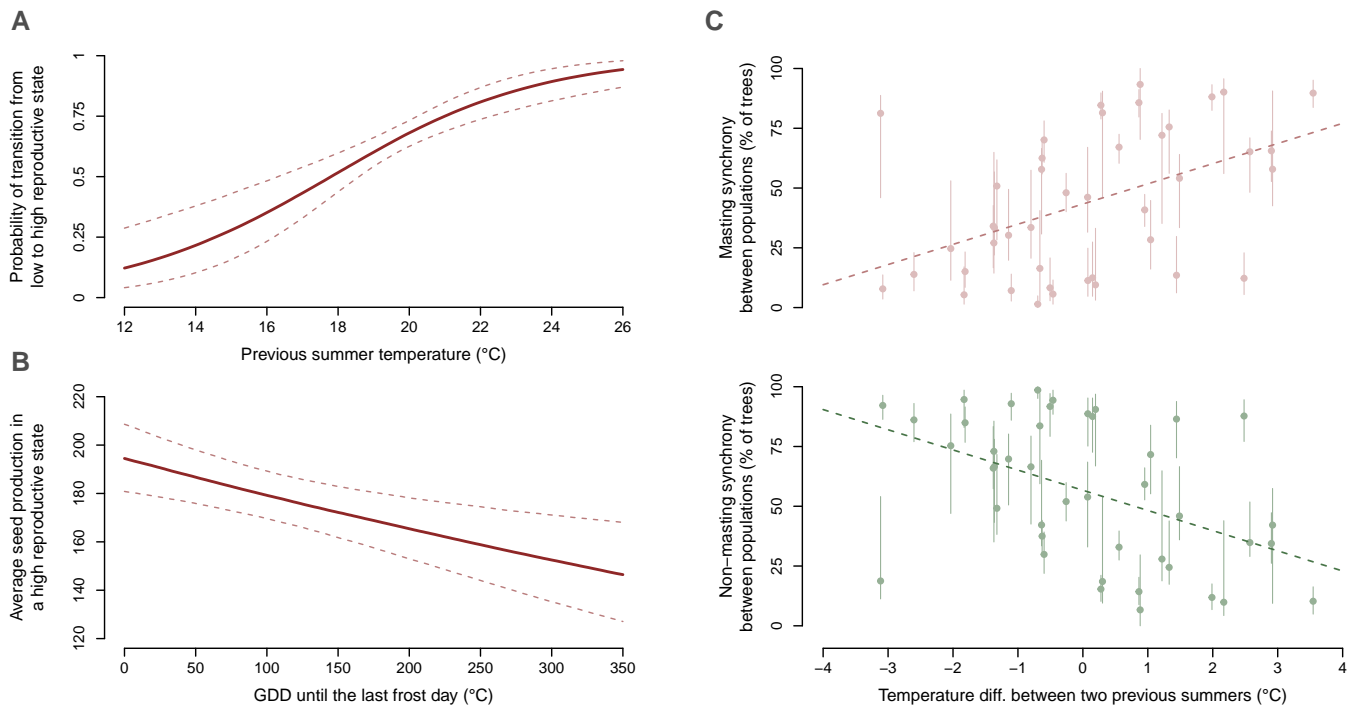 A
Probability of transition from
low to high reproductive state
1
0.75
0.5
0.25
0
12 14 16 18 20 22 24 26
Previous summer temperature (°C)
B
Average seed production in
a high reproductive state
220
200
180
160
140
120
0 50 100 150 200 250 300 350
GDD until the last frost day (°C)
C
Masting synchrony
between populations (% of trees)
100
75
50
25
0
Non−masting synchrony
between populations (% of trees)
100
75
50
25
0
−4 −3 −2 −1 0 1 2 3 4
Temperature diff. between two previous summers (°C)